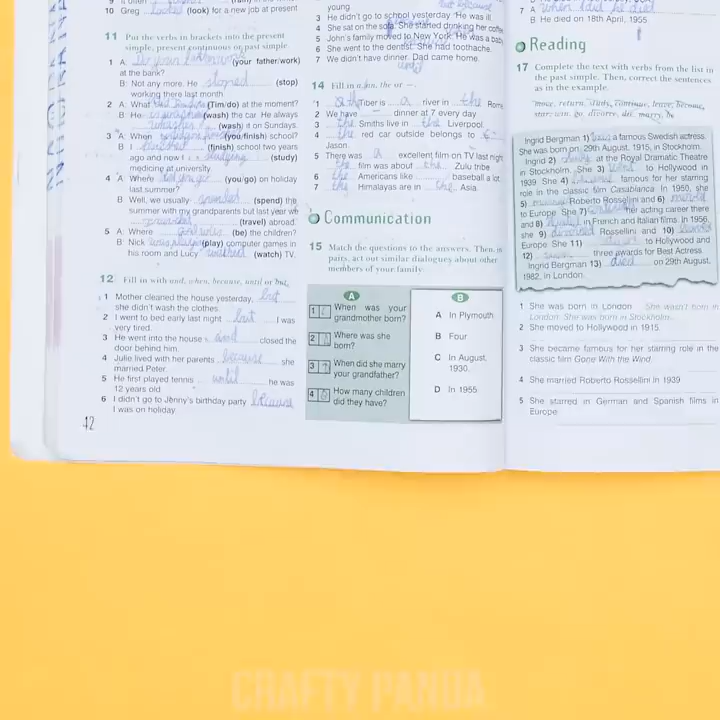 10 Greg looks (look) for a new job at present
11 Put the verbs in brackets into the present
simple, present continuous or past simple.
1 A: (your father/work)
at the bank?
B: Not any more. He stoped (stop)
working there last month.
2 A: What (Tim/do) at the moment?
B: He (wash) the car. He always
(wash) it on Sundays.
3 A: When (you/finish) school?
B: I finished (finish) school two years
ago and now I studying (study)
medicine at university.
4 A: Where (you/go) on holiday
last summer?
B: Well, we usually (spend) the
summer with my grandparents but last year we
(travel) abroad.
5 A: Where (be) the children?
B: Nick (play) computer games in
his room and Lucy watched (watch) TV.
12 Fill in with and, when, because, until or but.
1 Mother cleaned the house yesterday, but
she didn't wash the clothes.
2 I went to bed early last night but I was
very tired.
3 He went into the house and closed the
door behind him.
4 Julie lived with her parents because she
married Peter.
5 He first played tennis until he was
12 years old.
6 I didn't go to Jenny's birthday party because
I was on holiday.
42
young.
3 He didn't go to school yesterday. He was ill.
4 She sat on the sofa. She started drinking her coffee
5 John's family moved to New York. He was a baby
6 She went to the dentist. She had toothache.
7 We didn't have dinner. Dad came home.
until
14 Fill in a/an, the or –.
1 Tiber is a river in the Rome
2 We have – dinner at 7 every day
3 the Smiths live in the Liverpool.
4 the red car outside belongs to
Jason.
5 There was a excellent film on TV last night
the film was about the Zulu tribe
6 the Americans like baseball a lot.
7 the Himalayas are in the Asia.
Communication
15 Match the questions to the answers. Then, in
pairs, act out similar dialogues about other
members of your family.
A
1 When was your
grandmother born?
2 Where was she
born?
3 When did she marry
your grandfather?
4 How many children
did they have?
B
A In Plymouth
B Four
C In August,
1930.
D In 1955
7 A: When did he died
B: He died on 18th April, 1955.
Reading
17 Complete the text with verbs from the list in
the past simple. Then, correct the sentences
as in the example.
move, return, study, continue, leave, become,
star, win, go, divorce, die, marry, be
Ingrid Bergman 1) a famous Swedish actress.
She was born on 29th August, 1915, in Stockholm.
Ingrid 2) at the Royal Dramatic Theatre
in Stockholm. She 3) to Hollywood in
1939. She 4) famous for her starring
role in the classic film Casablanca. In 1950, she
5) Roberto Rossellini and 6)
to Europe. She 7) her acting career there
and 8) in French and Italian films. In 1956,
she 9) divorced Rossellini and 10)
Europe. She 11) to Hollywood and
12) three awards for Best Actress.
Ingrid Bergman 13) died on 29th August,
1982, in London.
1 She was born in London. She wasn't born in
London. She was born in Stockholm.
2 She moved to Hollywood in 1915.
3 She became famous for her starring role in the
classic film Gone With the Wind.
4 She married Roberto Rossellini in 1939
5 She starred in German and Spanish films in
Europe.
CRAFTY PANDA